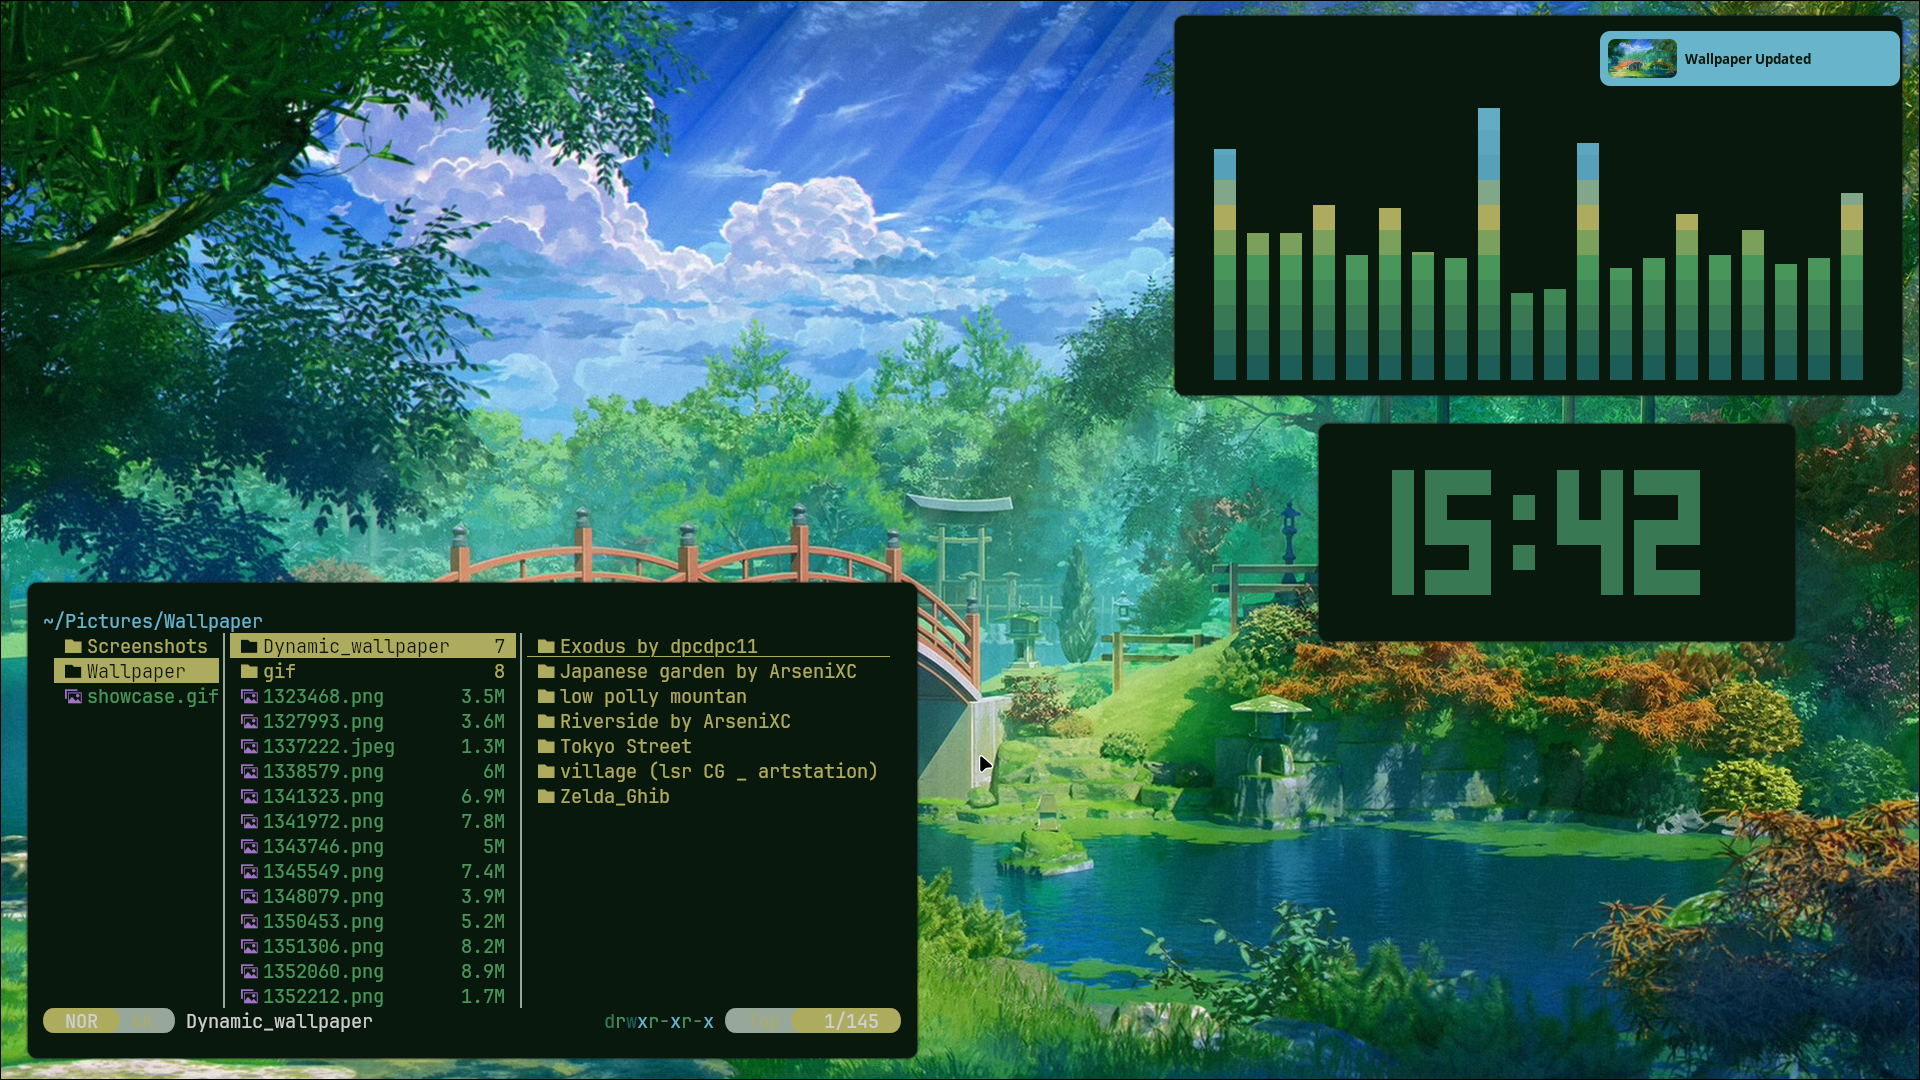 Wallpaper Updated
15:42
~/Pictures/Wallpaper
Screenshots
Wallpaper
showcase.gif
Dynamic_wallpaper 7
gif 8
1323468.png 3.5M
1327993.png 3.6M
1337222.jpeg 1.3M
1338579.png 6M
1341323.png 6.9M
1341972.png 7.8M
1343746.png 5M
1345549.png 7.4M
1348079.png 3.9M
1350453.png 5.2M
1351306.png 8.2M
1352060.png 8.9M
1352212.png 1.7M
Exodus by dpcdpc11
Japanese garden by ArseniXC
low polly mountan
Riverside by ArseniXC
Tokyo Street
village (lsr CG _ artstation)
Zelda_Ghib
NOR Dynamic_wallpaper drwxr-xr-x Top 1/145